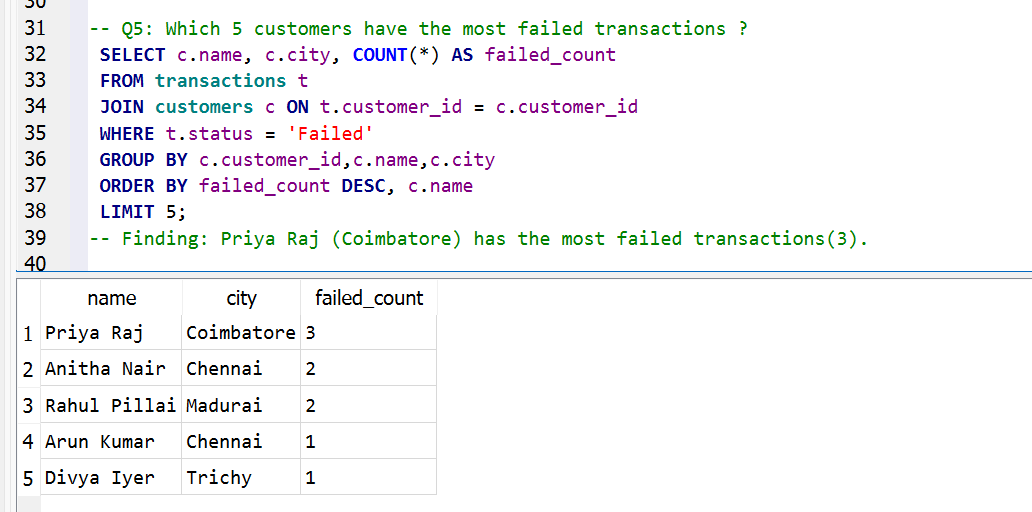 30
31 -- Q5: Which 5 customers have the most failed transactions ?
32 SELECT c.name, c.city, COUNT(*) AS failed_count
33 FROM transactions t
34 JOIN customers c ON t.customer_id = c.customer_id
35 WHERE t.status = 'Failed'
36 GROUP BY c.customer_id,c.name,c.city
37 ORDER BY failed_count DESC, c.name
38 LIMIT 5;
39 -- Finding: Priya Raj (Coimbatore) has the most failed transactions(3).
40
name city failed_count
1 Priya Raj Coimbatore 3
2 Anitha Nair Chennai 2
3 Rahul Pillai Madurai 2
4 Arun Kumar Chennai 1
5 Divya Iyer Trichy 1